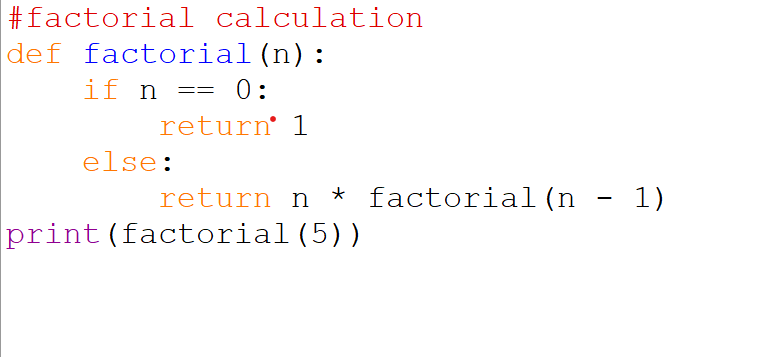 #factorial calculation
def factorial(n):
    if n == 0:
        return 1
    else:
        return n * factorial(n - 1)
print(factorial(5))